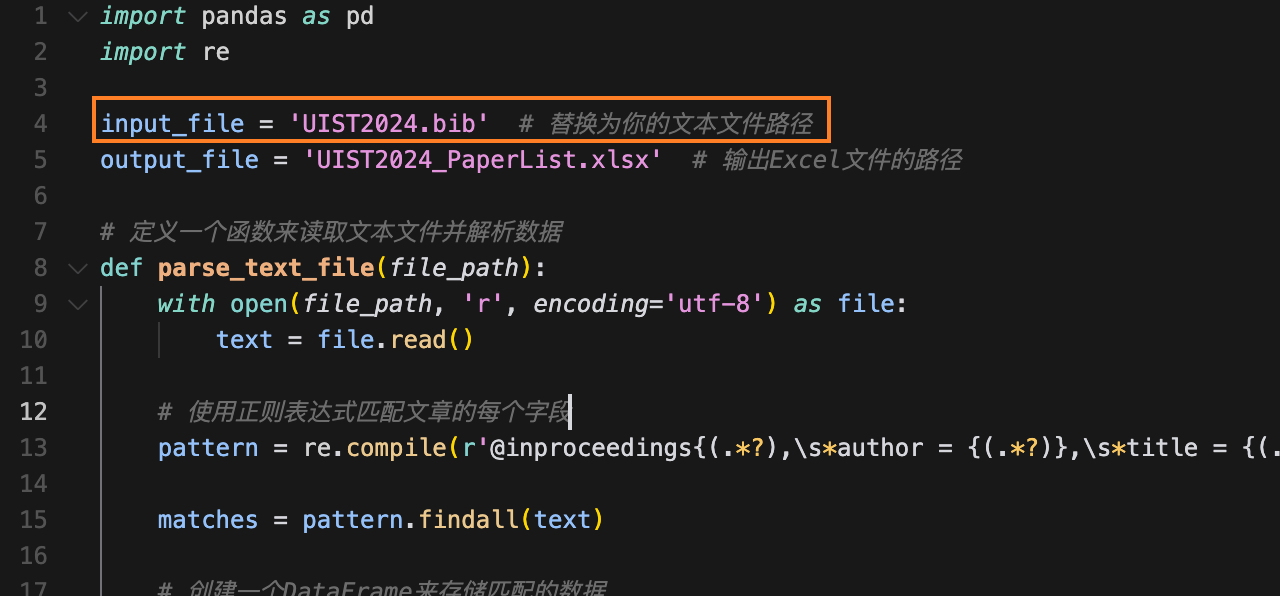 1 import pandas as pd
2 import re
3
4 input_file = 'UIST2024.bib'  # 替换为你的文本文件路径
5 output_file = 'UIST2024_PaperList.xlsx'  # 输出Excel文件的路径
6
7 # 定义一个函数来读取文本文件并解析数据
8 def parse_text_file(file_path):
9     with open(file_path, 'r', encoding='utf-8') as file:
10         text = file.read()
11
12     # 使用正则表达式匹配文章的每个字段
13     pattern = re.compile(r'@inproceedings{(.*?),\s*author = {(.*?)},\s*title = {(.
14
15     matches = pattern.findall(text)
16
17     # 创建一个DataFrame来存储匹配的数据